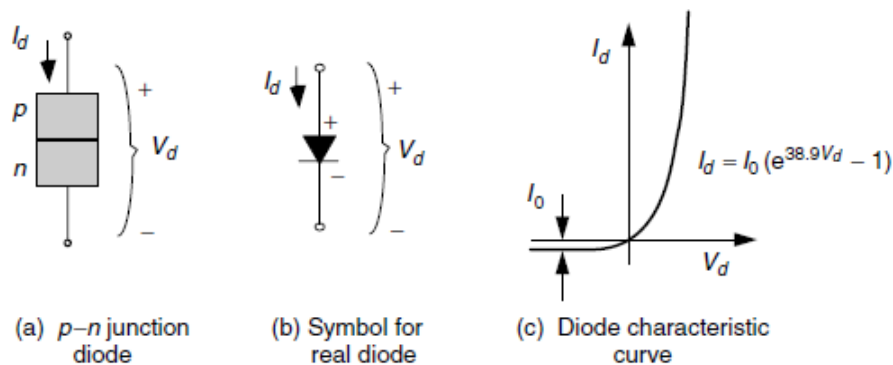 I_d
p
n
+
V_d
−
I_d
+
+
−
V_d
−
I_d
I_d = I_0 (e^{38.9V_d} − 1)
I_0
V_d
(a) p–n junction
diode
(b) Symbol for
real diode
(c) Diode characteristic
curve